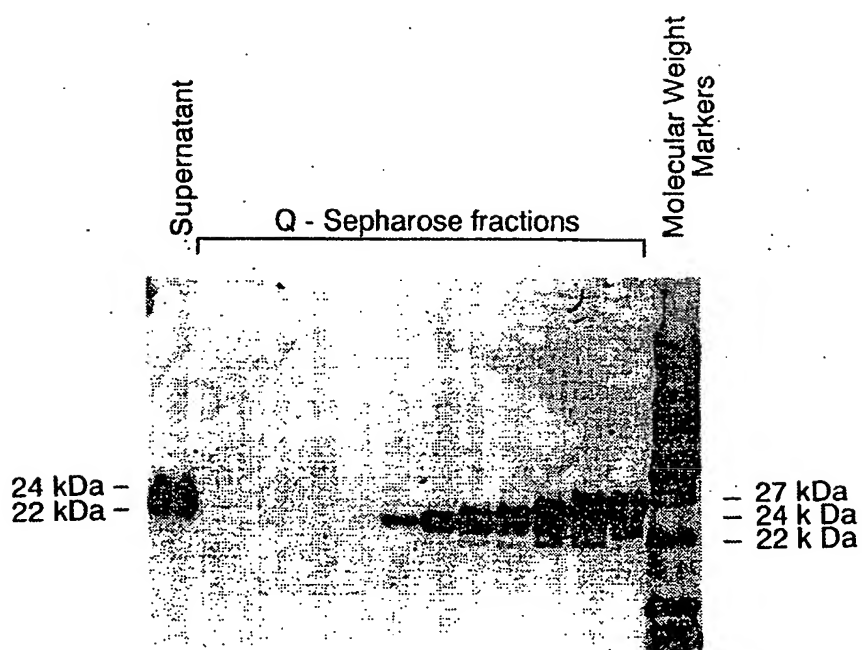 Supernatant
Q - Sepharose fractions
Molecular Weight
Markers
24 kDa –
22 kDa –
– 27 kDa
– 24 k Da
– 22 k Da